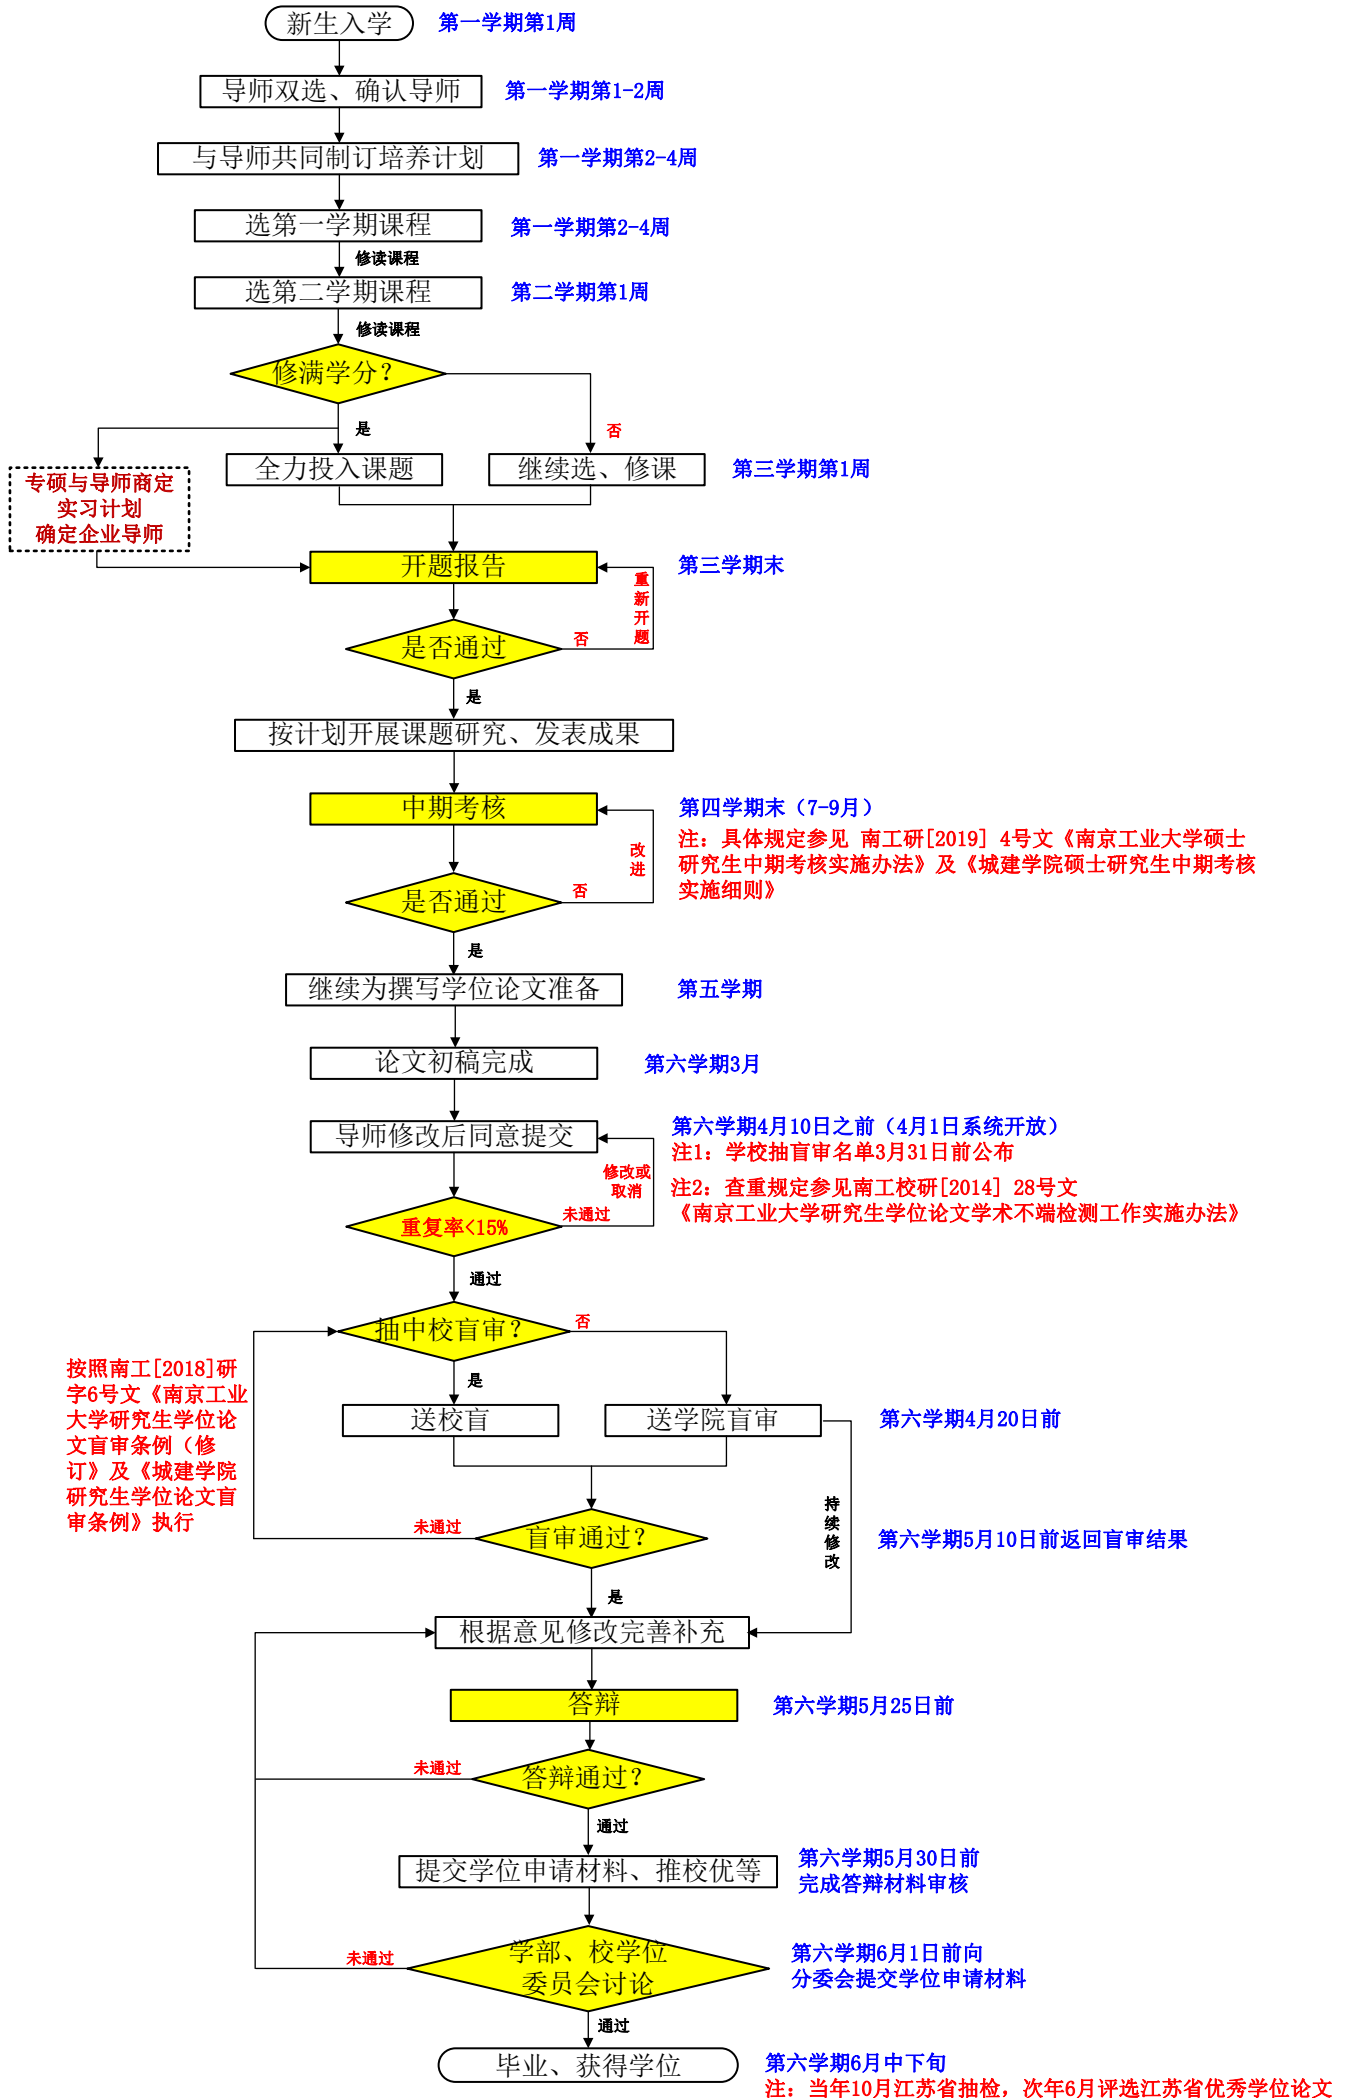 新生入学
第一学期第1周
导师双选、确认导师
第一学期第1-2周
与导师共同制订培养计划
第一学期第2-4周
选第一学期课程
第一学期第2-4周
修读课程
选第二学期课程
第二学期第1周
修读课程
修满学分？
是
否
全力投入课题
继续选、修课
第三学期第1周
专硕与导师商定
实习计划
确定企业导师
开题报告
第三学期末
重新开题
是否通过
否
是
按计划开展课题研究、发表成果
中期考核
第四学期末（7-9月）
注：具体规定参见 南工研[2019] 4号文《南京工业大学硕士
研究生中期考核实施办法》及《城建学院硕士研究生中期考核
实施细则》
改进
是否通过
否
是
继续为撰写学位论文准备
第五学期
论文初稿完成
第六学期3月
导师修改后同意提交
第六学期4月10日之前（4月1日系统开放）
注1：学校抽盲审名单3月31日前公布
修改或
取消
注2：查重规定参见南工校研[2014] 28号文
《南京工业大学研究生学位论文学术不端检测工作实施办法》
重复率<15%
未通过
通过
抽中校盲审？
否
按照南工[2018]研
字6号文《南京工业
大学研究生学位论
文盲审条例（修
订》及《城建学院
研究生学位论文盲
审条例》执行
是
送校盲
送学院盲审
第六学期4月20日前
持续修改
未通过
盲审通过？
第六学期5月10日前返回盲审结果
是
根据意见修改完善补充
答辩
第六学期5月25日前
未通过
答辩通过？
通过
提交学位申请材料、推校优等
第六学期5月30日前
完成答辩材料审核
未通过
学部、校学位
委员会讨论
第六学期6月1日前向
分委会提交学位申请材料
通过
毕业、获得学位
第六学期6月中下旬
注：当年10月江苏省抽检，次年6月评选江苏省优秀学位论文